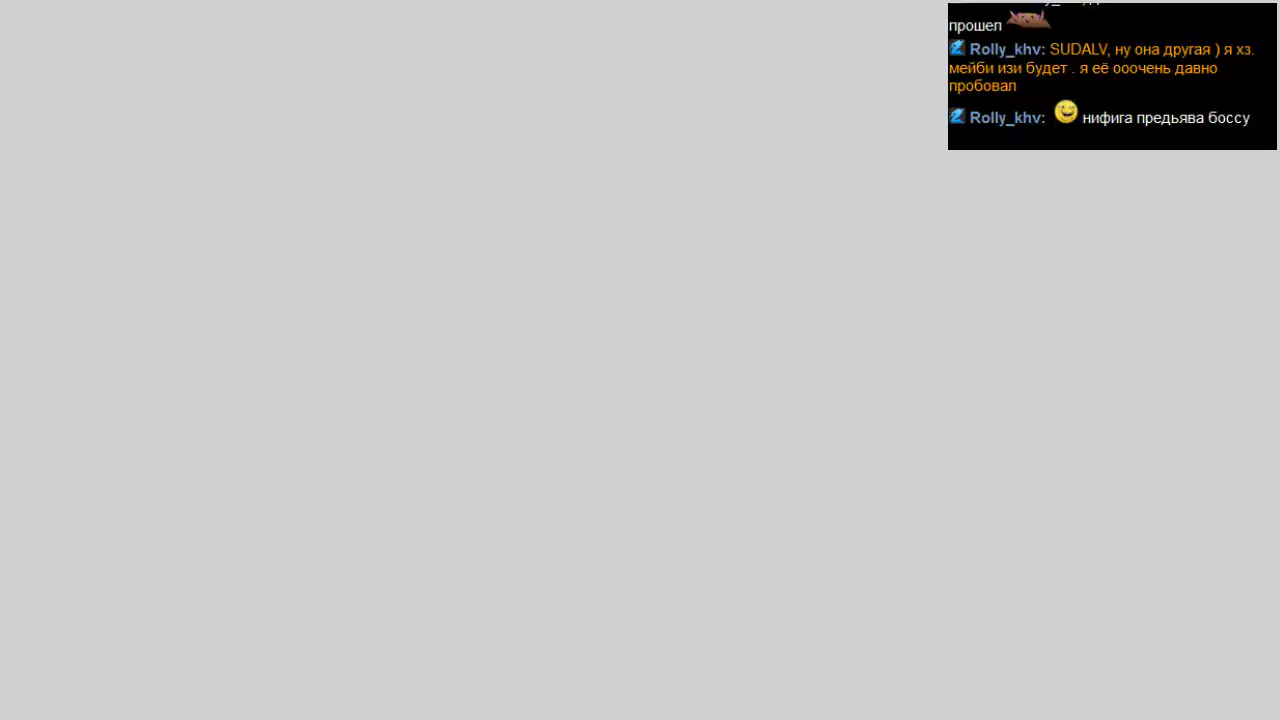 прошел
Rolly_khv: SUDALV, ну она другая ) я хз.
мейби изи будет . я её ооочень давно
пробовал
Rolly_khv: нифига предьява боссу